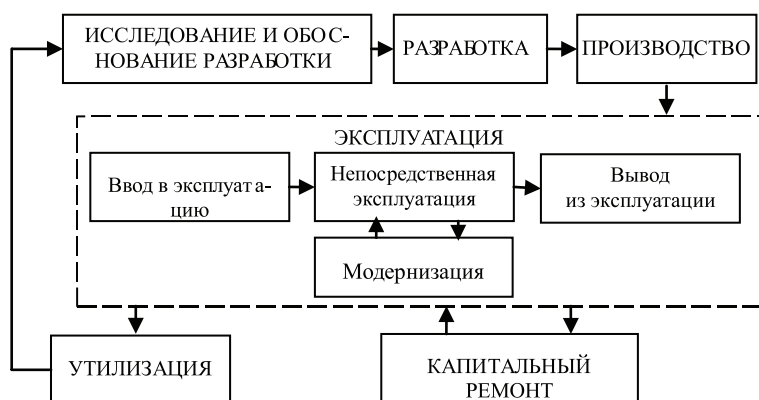 ИССЛЕДОВАНИЕ И ОБОС-
НОВАНИЕ РАЗРАБОТКИ
РАЗРАБОТКА
ПРОИЗВОДСТВО
ЭКСПЛУАТАЦИЯ
Ввод в эксплуата-
цию
Непосредственная
эксплуатация
Вывод
из эксплуатации
Модернизация
УТИЛИЗАЦИЯ
КАПИТАЛЬНЫЙ
РЕМОНТ